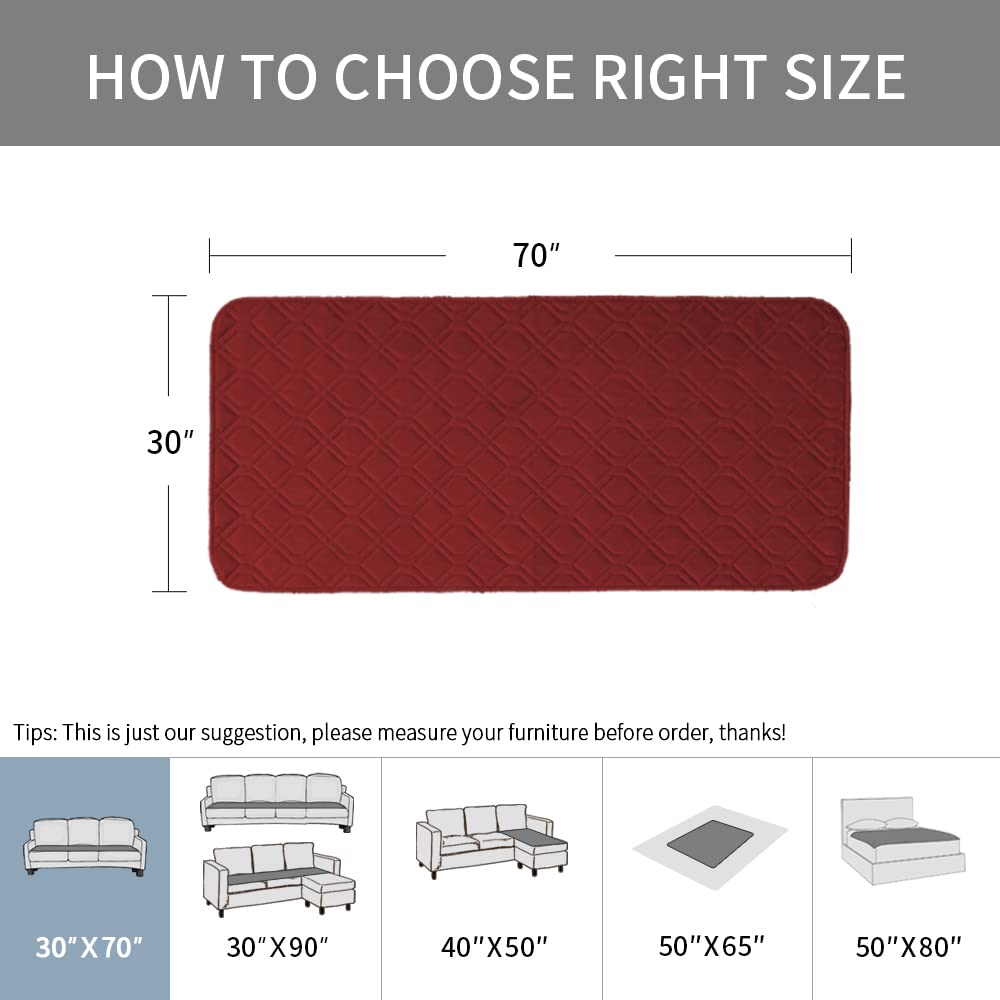 HOW TO CHOOSE RIGHT SIZE
70″
30″
Tips: This is just our suggestion, please measure your furniture before order, thanks!
30″X70″
30″X90″
40″X50″
50″X65″
50″X80″